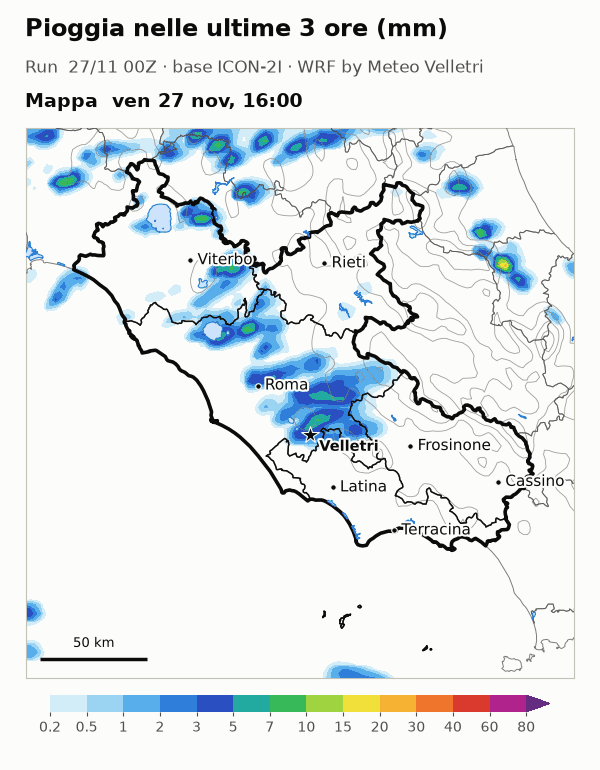 Pioggia nelle ultime 3 ore (mm)
Run  27/11 00Z · base ICON-2I · WRF by Meteo Velletri
Mappa  ven 27 nov, 16:00
Viterbo
Rieti
Roma
Velletri
Frosinone
Cassino
Latina
Terracina
50 km
0.2 0.5 1 2 3 5 7 10 15 20 30 40 60 80